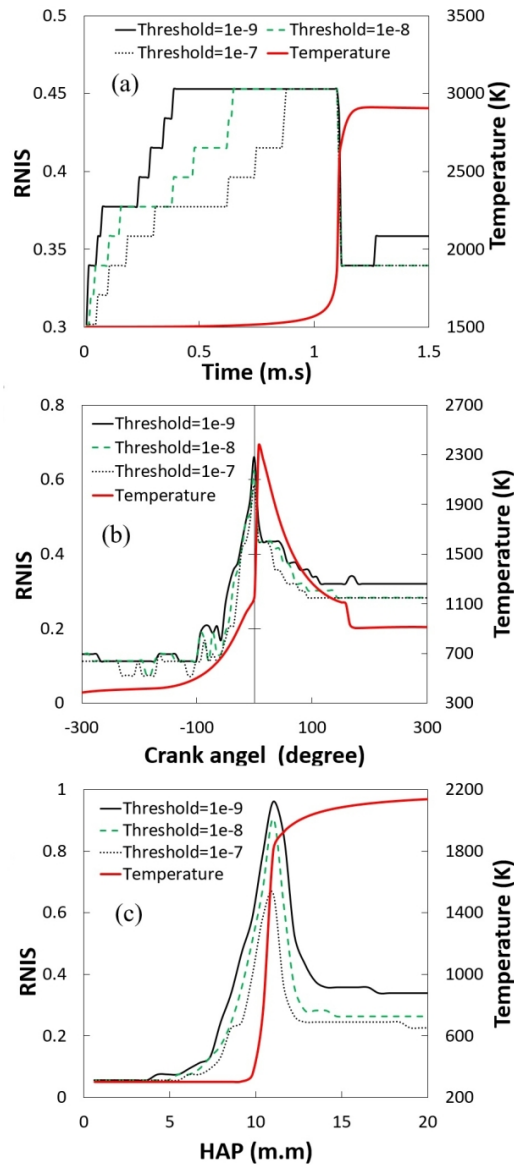 Threshold=1e-9 Threshold=1e-8
Threshold=1e-7 Temperature
(a)
0.5
0.45
0.4
0.35
0.3
RNIS
3500
3000
2500
2000
1500
Temperature (K)
0 0.5 1 1.5
Time (m.s)
Threshold=1e-9
Threshold=1e-8
Threshold=1e-7
Temperature
(b)
0.8
0.6
0.4
0.2
0
RNIS
2700
2300
1900
1500
1100
700
300
Temperature (K)
-300 -100 100 300
Crank angel (degree)
Threshold=1e-9
Threshold=1e-8
Threshold=1e-7
Temperature
(c)
1
0.8
0.6
0.4
0.2
0
RNIS
2200
1840
1520
1000
600
200
Temperature (K)
0 5 10 15 20
HAP (m.m)